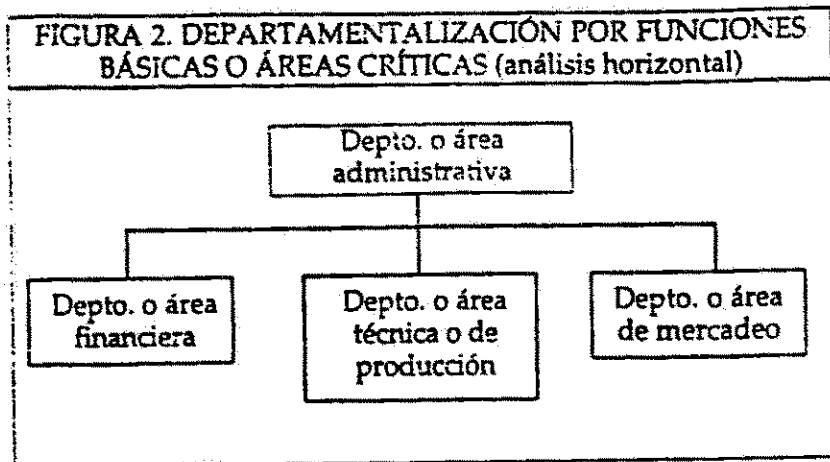 FIGURA 2. DEPARTAMENTALIZACIÓN POR FUNCIONES
BÁSICAS O ÁREAS CRÍTICAS (análisis horizontal)
Depto. o área
administrativa
Depto. o área
financiera
Depto. o área
técnica o de
producción
Depto. o área
de mercadeo